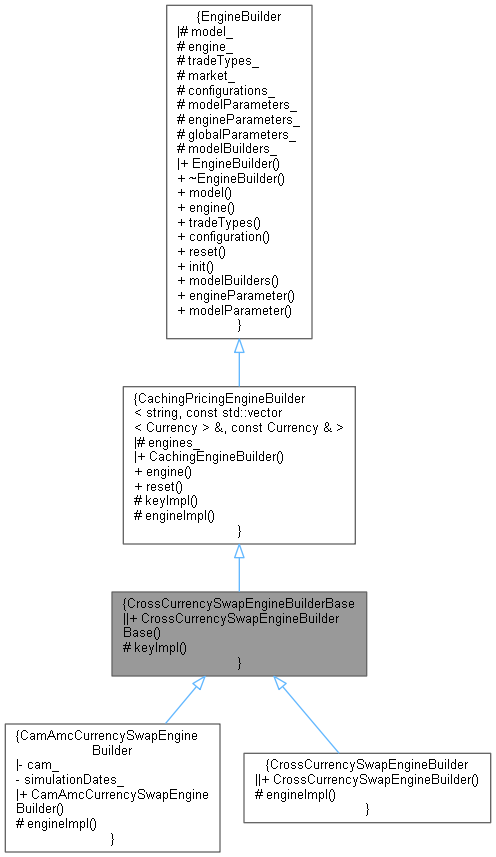 {EngineBuilder
|# model_
# engine_
# tradeTypes_
# market_
# configurations_
# modelParameters_
# engineParameters_
# globalParameters_
# modelBuilders_
|+ EngineBuilder()
+ ~EngineBuilder()
+ model()
+ engine()
+ tradeTypes()
+ configuration()
+ reset()
+ init()
+ modelBuilders()
+ engineParameter()
+ modelParameter()
}
{CachingPricingEngineBuilder
< string, const std::vector
< Currency > &, const Currency & >
|# engines_
|+ CachingEngineBuilder()
+ engine()
+ reset()
# keyImpl()
# engineImpl()
}
{CrossCurrencySwapEngineBuilderBase
||+ CrossCurrencySwapEngineBuilder
Base()
# keyImpl()
}
{CamAmcCurrencySwapEngine
Builder
|- cam_
- simulationDates_
|+ CamAmcCurrencySwapEngine
Builder()
# engineImpl()
}
{CrossCurrencySwapEngineBuilder
||+ CrossCurrencySwapEngineBuilder()
# engineImpl()
}